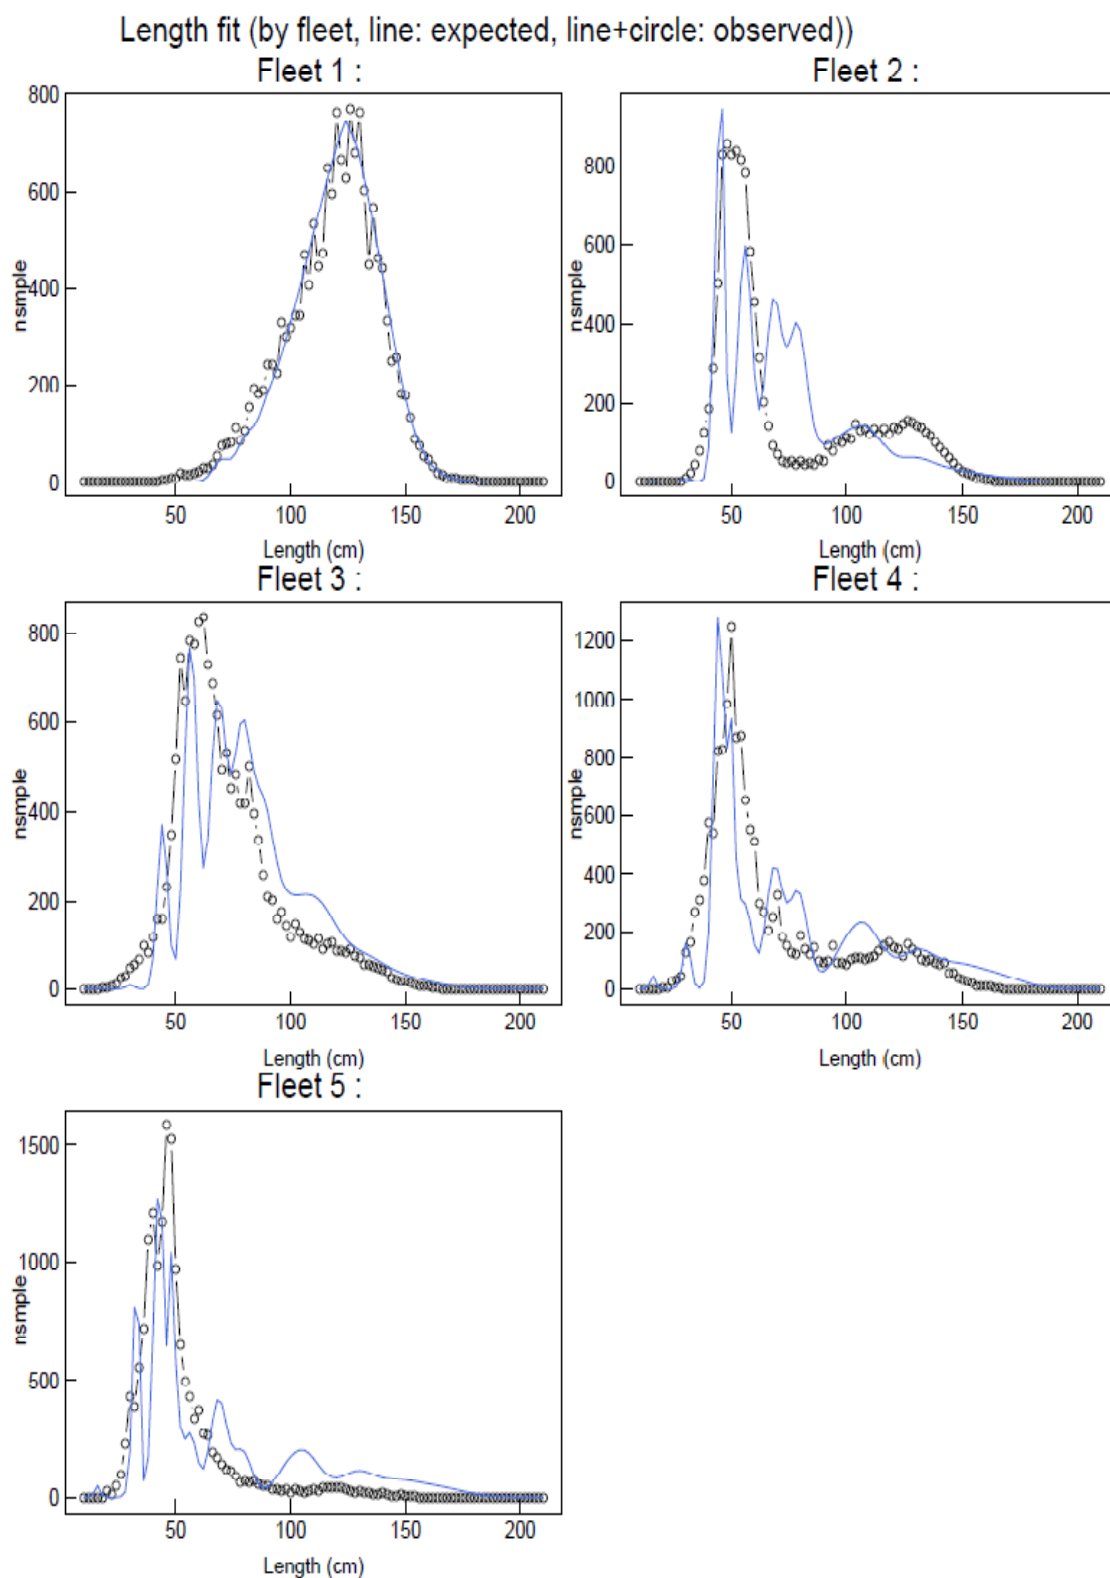 Length fit (by fleet, line: expected, line+circle: observed))
Fleet 1 :
800
600
400
200
0
nsmple
50 100 150 200
Length (cm)
Fleet 2 :
800
600
400
200
0
nsmple
50 100 150 200
Length (cm)
Fleet 3 :
800
600
400
200
0
nsmple
50 100 150 200
Length (cm)
Fleet 4 :
1200
1000
800
600
400
200
0
nsmple
50 100 150 200
Length (cm)
Fleet 5 :
1500
1000
500
0
nsmple
50 100 150 200
Length (cm)